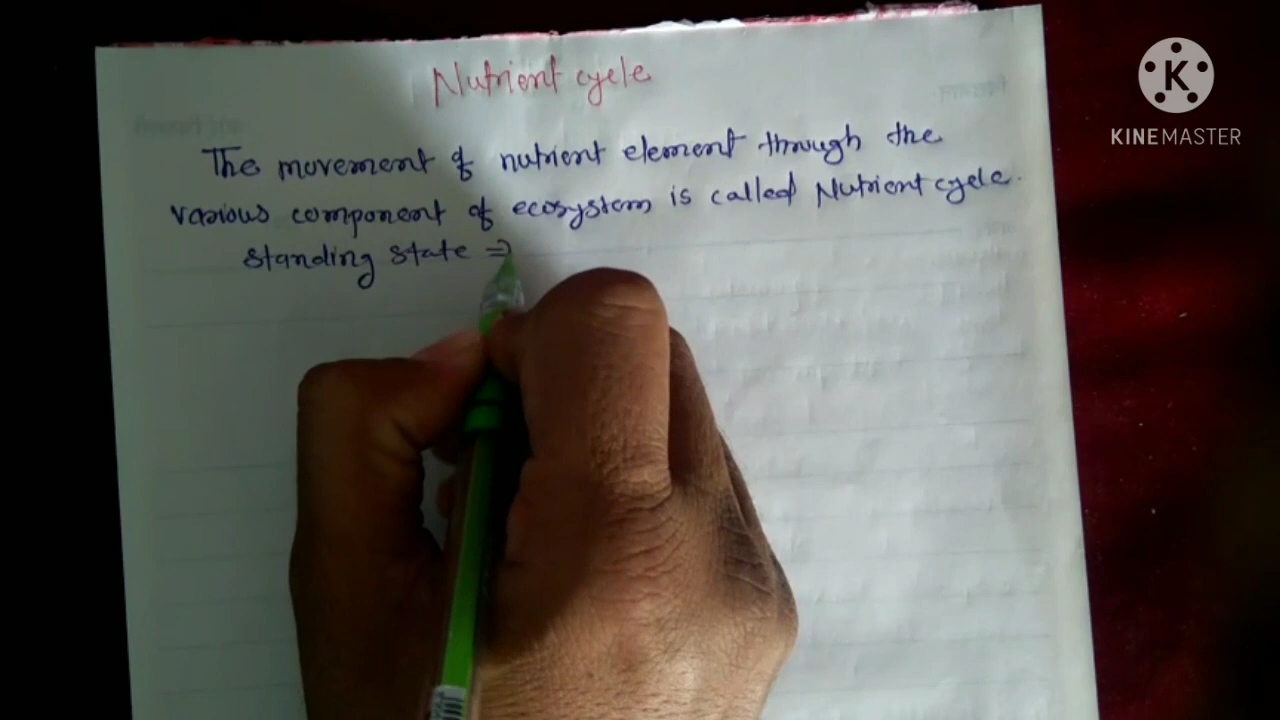 Nutrient cycle
The movement of nutrient element through the
various component of ecosystem is called Nutrient cycle.
standing state ⇒
K
KINEMASTER